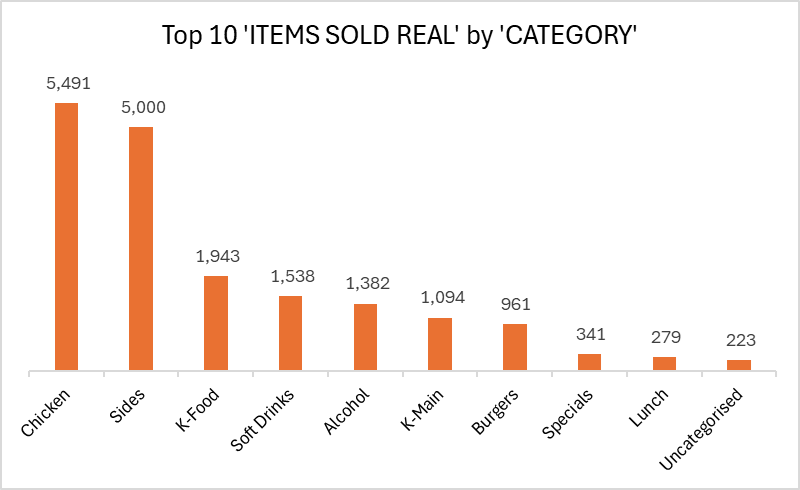 Top 10 'ITEMS SOLD REAL' by 'CATEGORY'
5,491
5,000
1,943
1,538
1,382
1,094
961
341
279
223
Chicken
Sides
K-Food
Soft Drinks
Alcohol
K-Main
Burgers
Specials
Lunch
Uncategorised